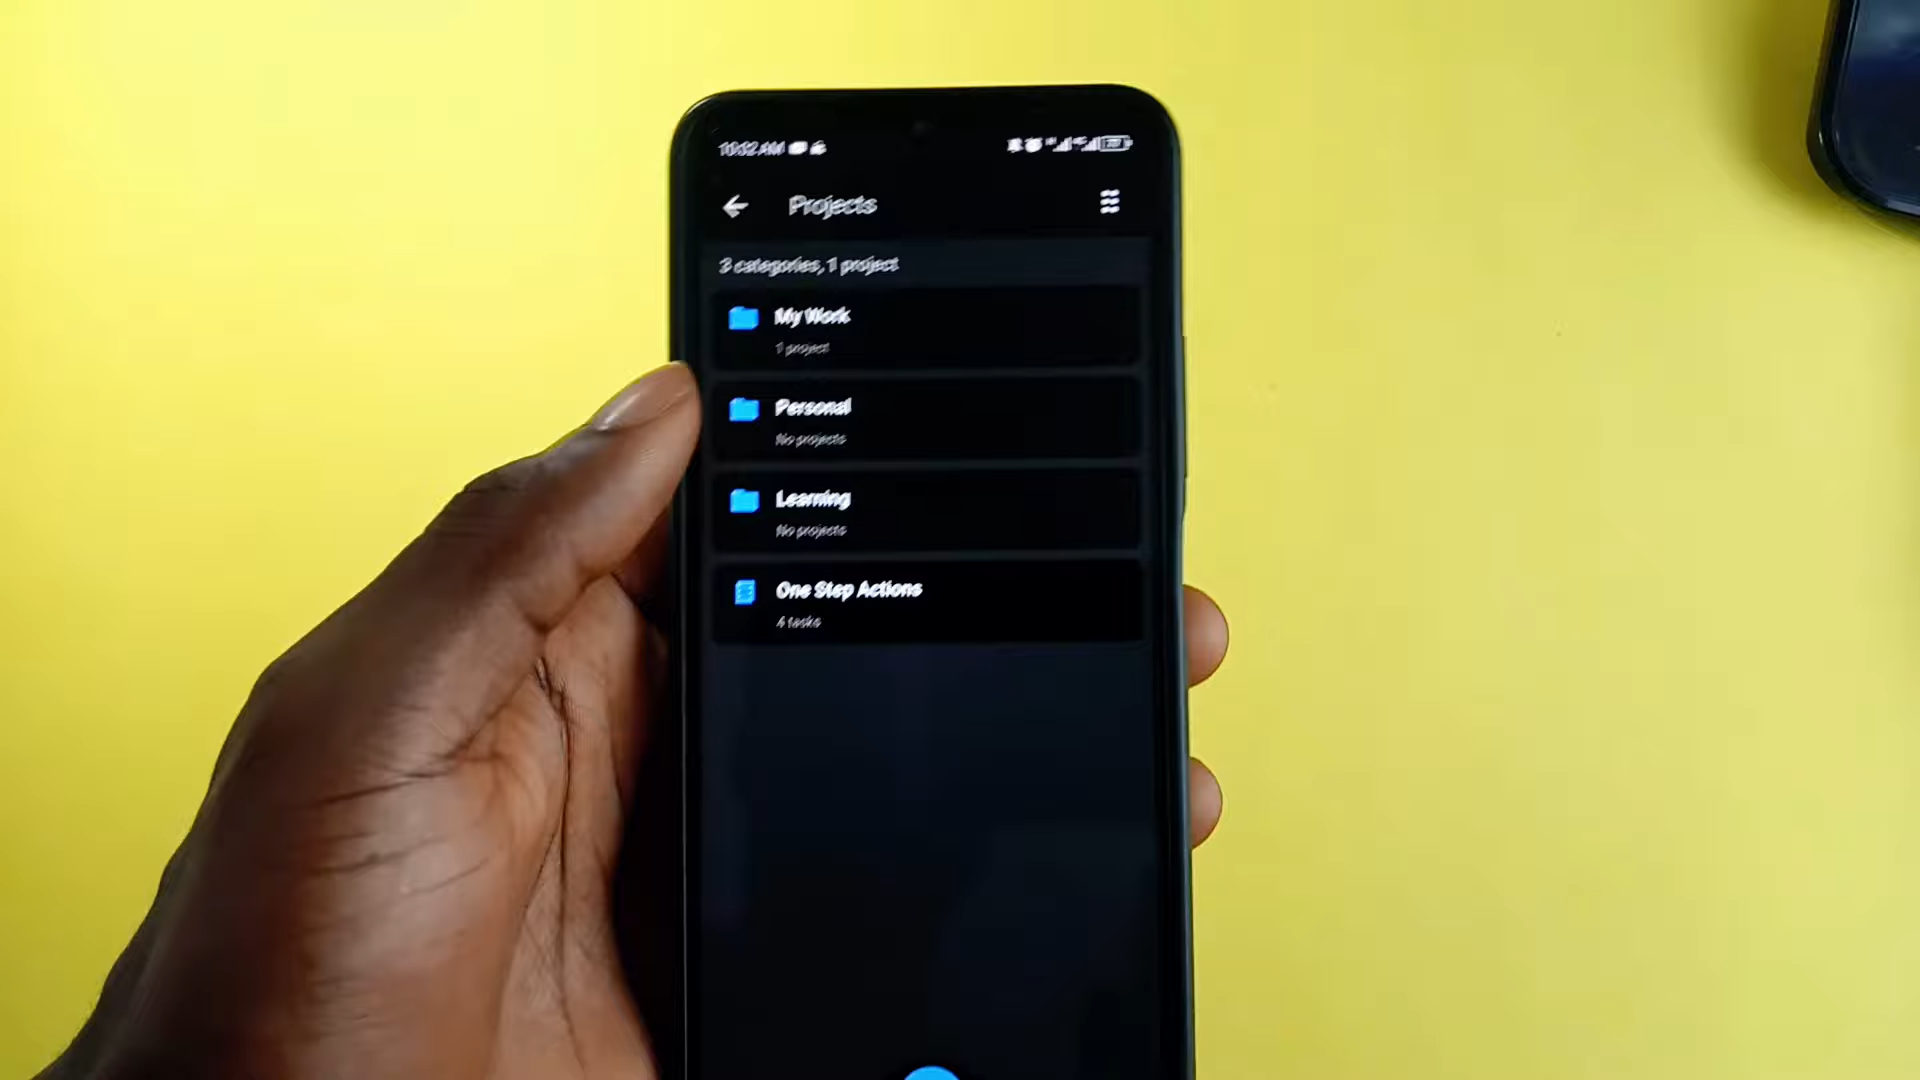 10:32 AM
Projects
3 categories, 1 project
My Work
1 project
Personal
No projects
Learning
No projects
One Step Actions
4 tasks